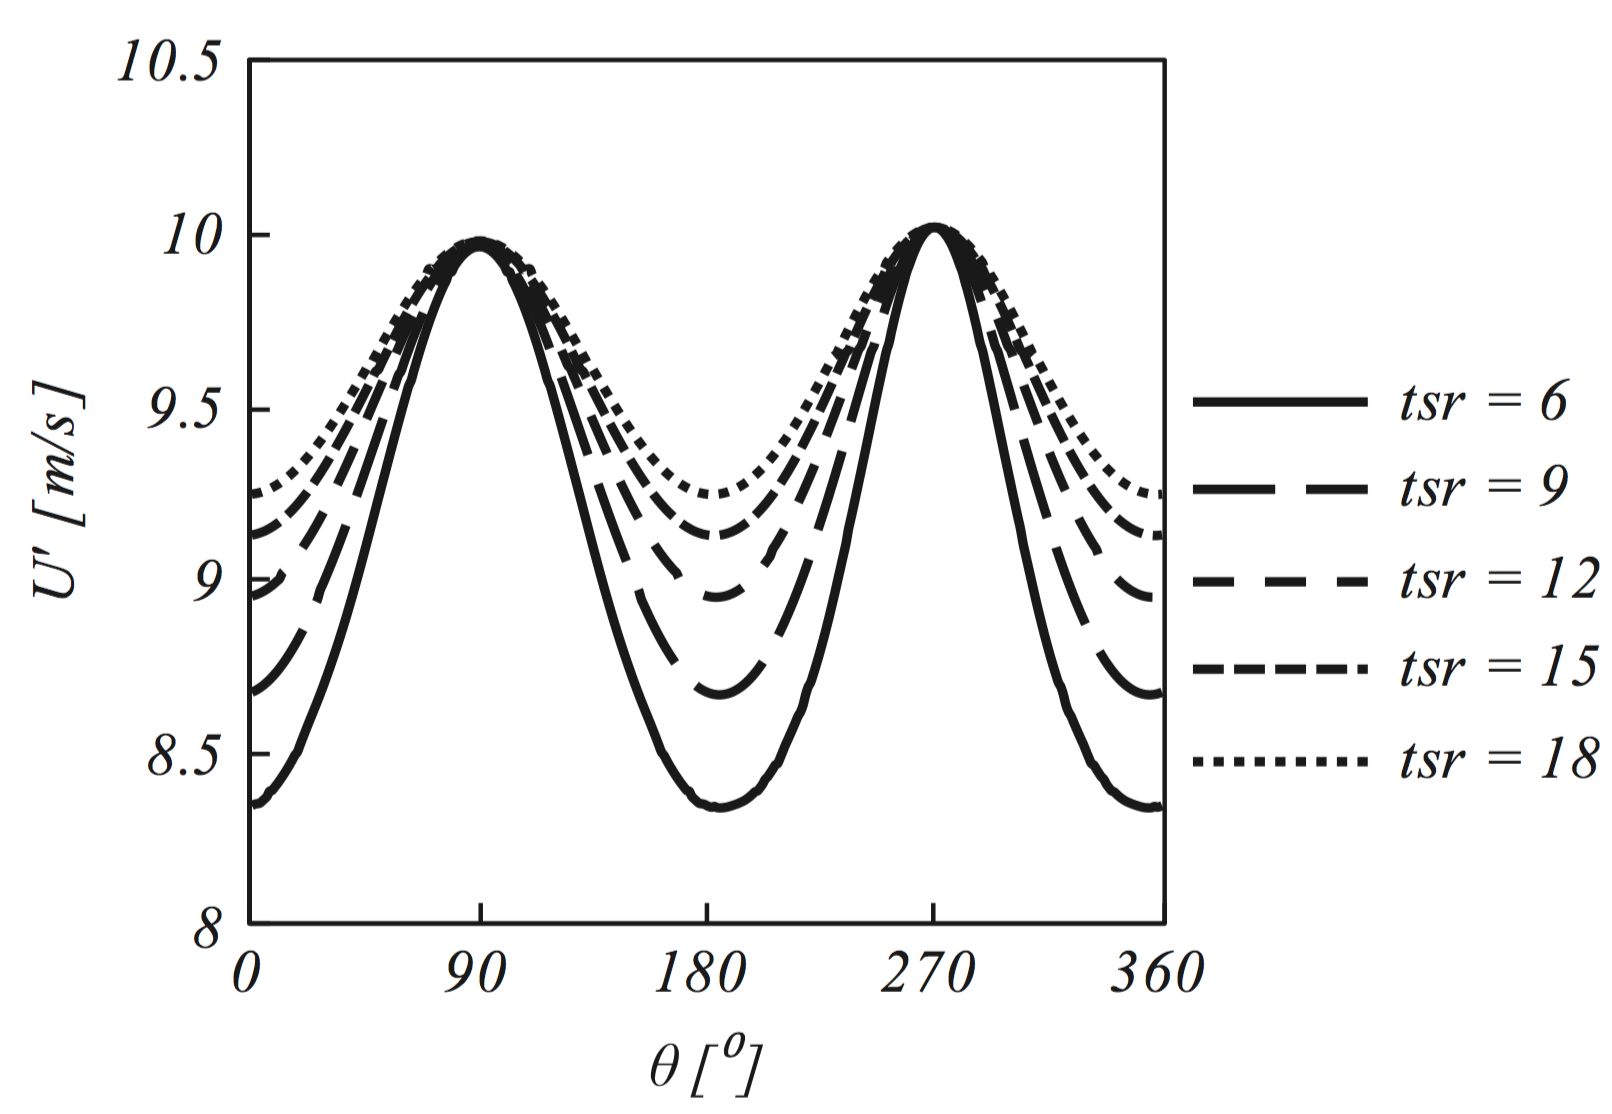 10.5
10
9.5
9
8.5
8
U' [m/s]
0 90 180 270 360
θ [º]
tsr = 6
tsr = 9
tsr = 12
tsr = 15
tsr = 18